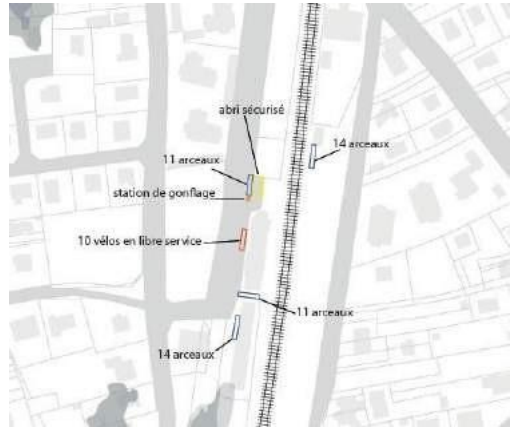 abri sécurisé
14 arceaux
11 arceaux
station de gonflage
10 vélos en libre service
11 arceaux
14 arceaux